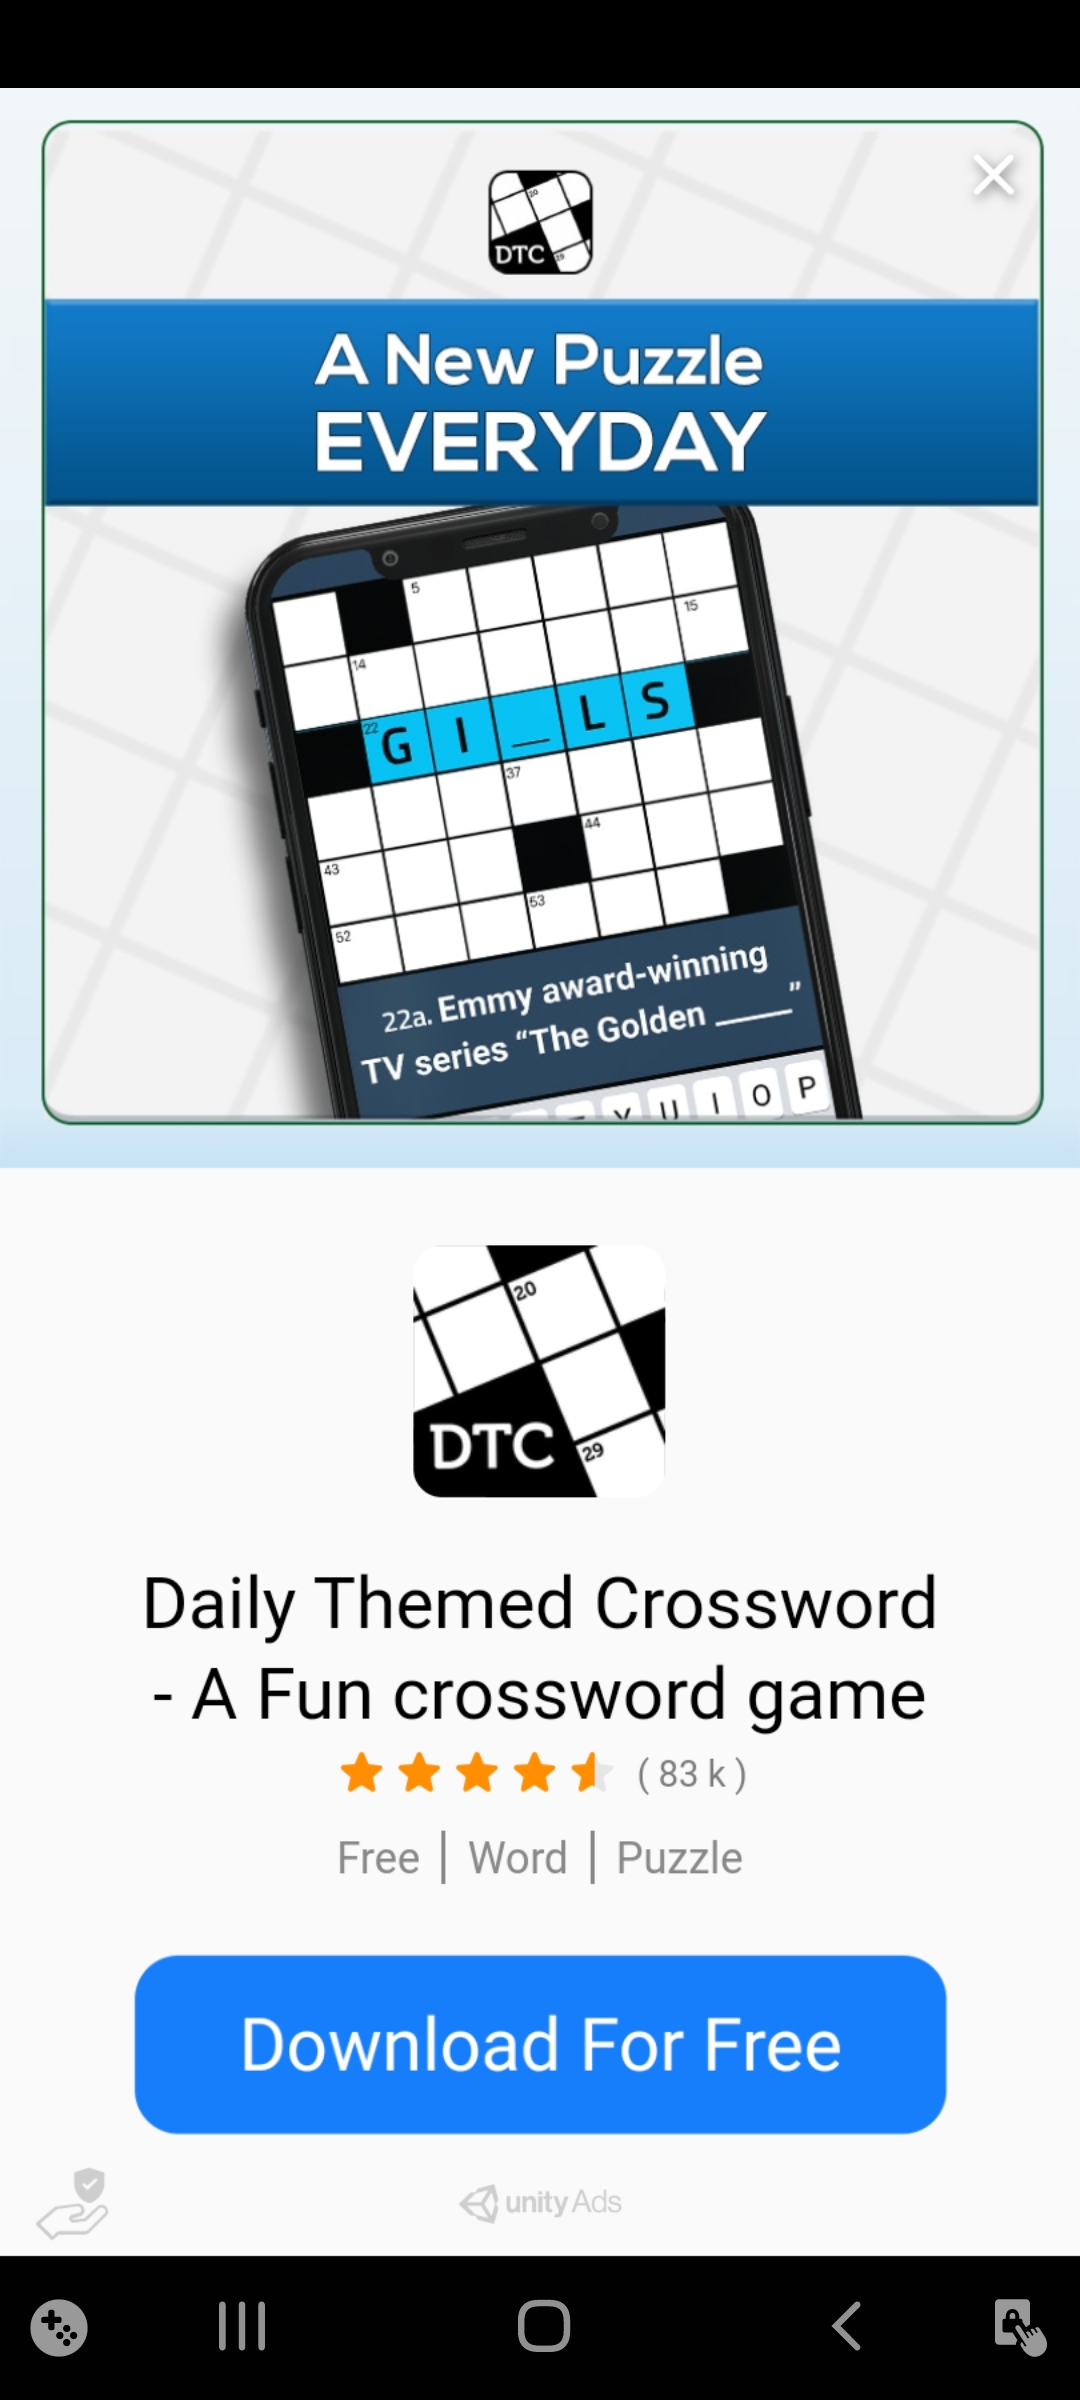 DTC
A New Puzzle
EVERYDAY
5
14
15
22 G I _ L S
37
43
44
52
53
22a. Emmy award-winning
TV series “The Golden ____”
Y U I O P
20
DTC
29
Daily Themed Crossword
- A Fun crossword game
( 83 k )
Free | Word | Puzzle
Download For Free
unity Ads